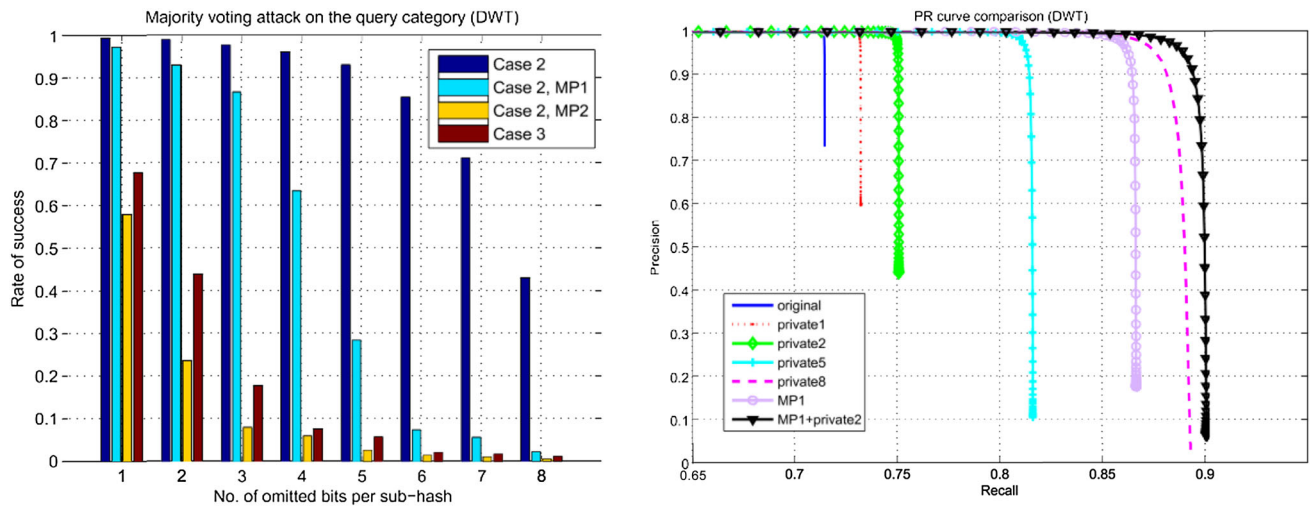 Majority voting attack on the query category (DWT)
1
0.9
0.8
0.7
0.6
0.5
0.4
0.3
0.2
0.1
0
Rate of success
Case 2
Case 2, MP1
Case 2, MP2
Case 3
1 2 3 4 5 6 7 8
No. of omitted bits per sub-hash
PR curve comparison (DWT)
1
0.9
0.8
0.7
0.6
0.5
0.4
0.3
0.2
0.1
0
Precision
original
private1
private2
private5
private8
MP1
MP1+private2
0.65 0.7 0.75 0.8 0.85 0.9
Recall